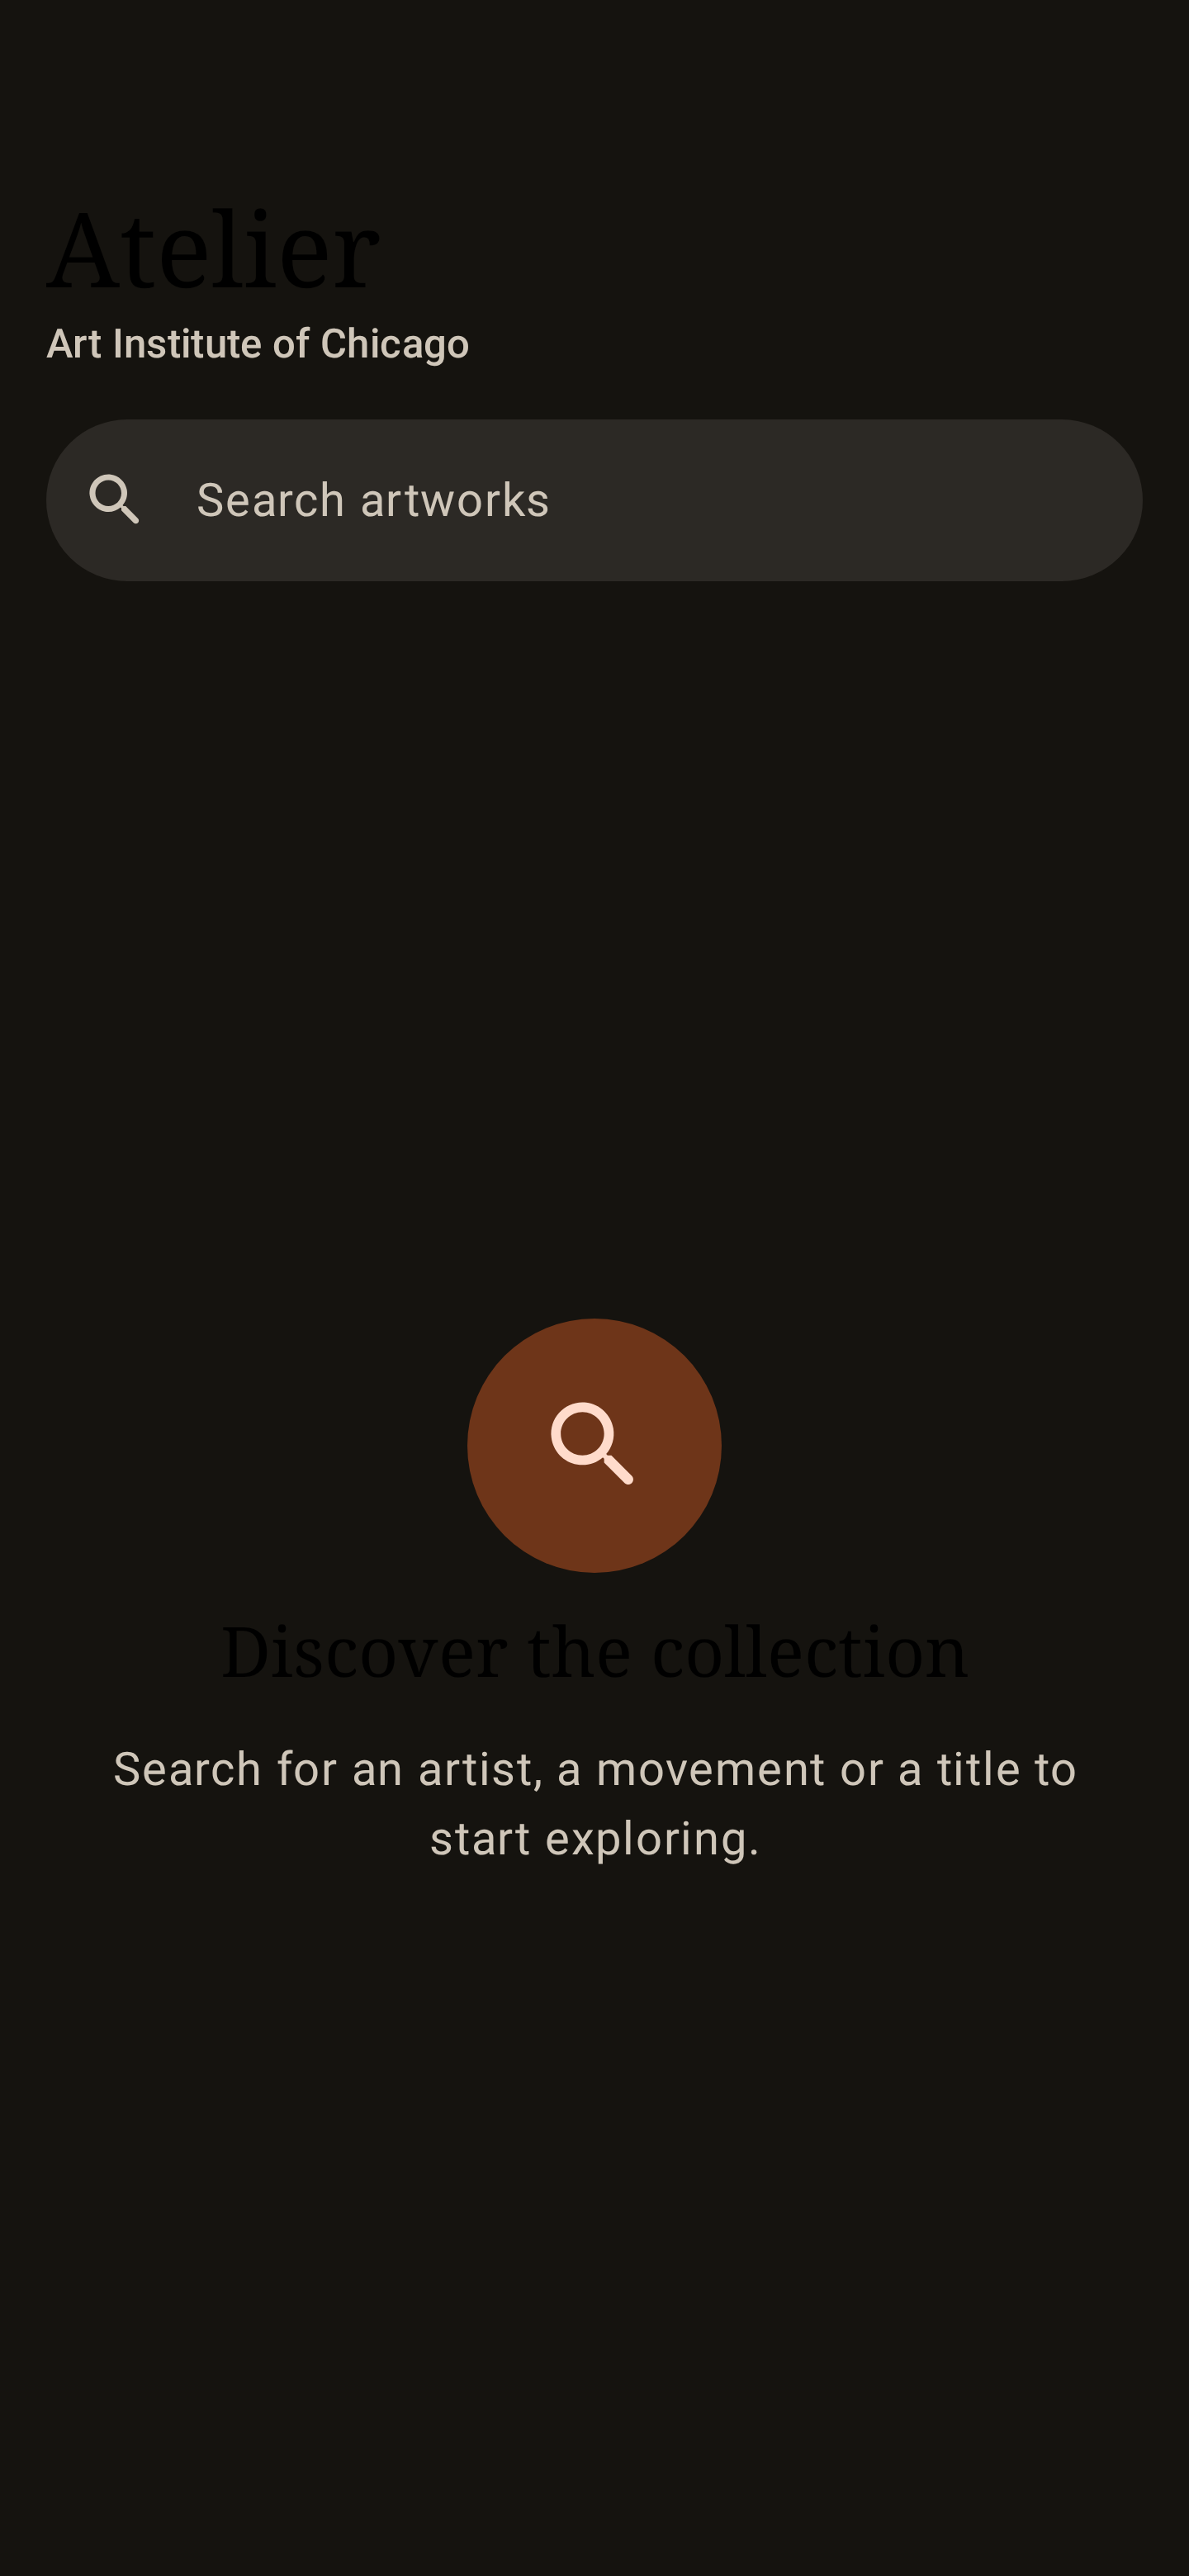 Atelier
Art Institute of Chicago
Search artworks
Discover the collection
Search for an artist, a movement or a title to
start exploring.